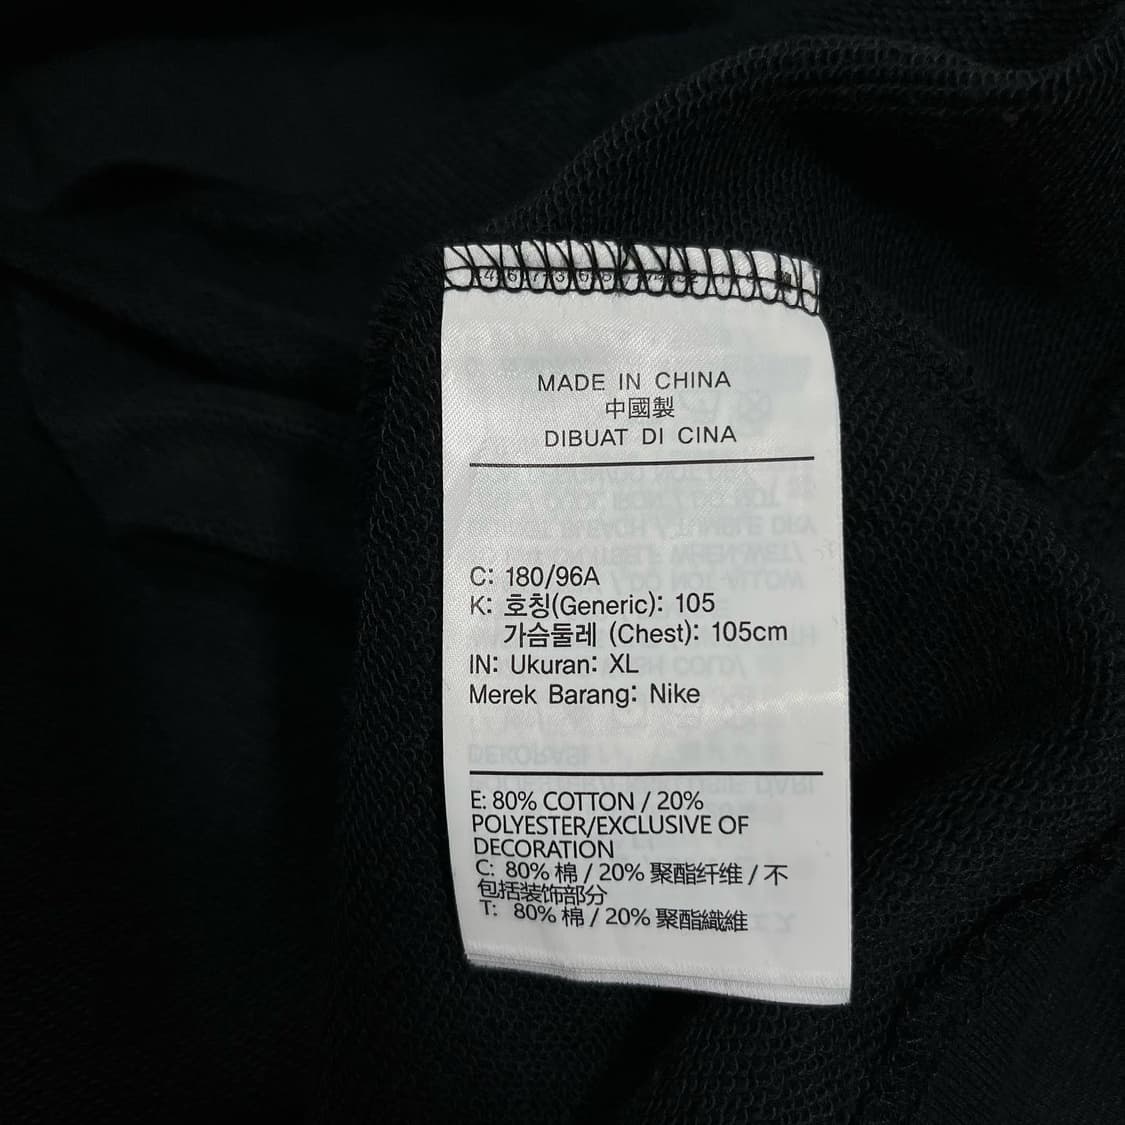 MADE IN CHINA
中國製
DIBUAT DI CINA
C: 180/96A
K: 호칭(Generic): 105
가슴둘레 (Chest): 105cm
IN: Ukuran: XL
Merek Barang: Nike
E: 80% COTTON / 20%
POLYESTER/EXCLUSIVE OF
DECORATION
C: 80% 棉 / 20% 聚酯纤维 / 不
包括装饰部分
T: 80% 棉 / 20% 聚酯織維